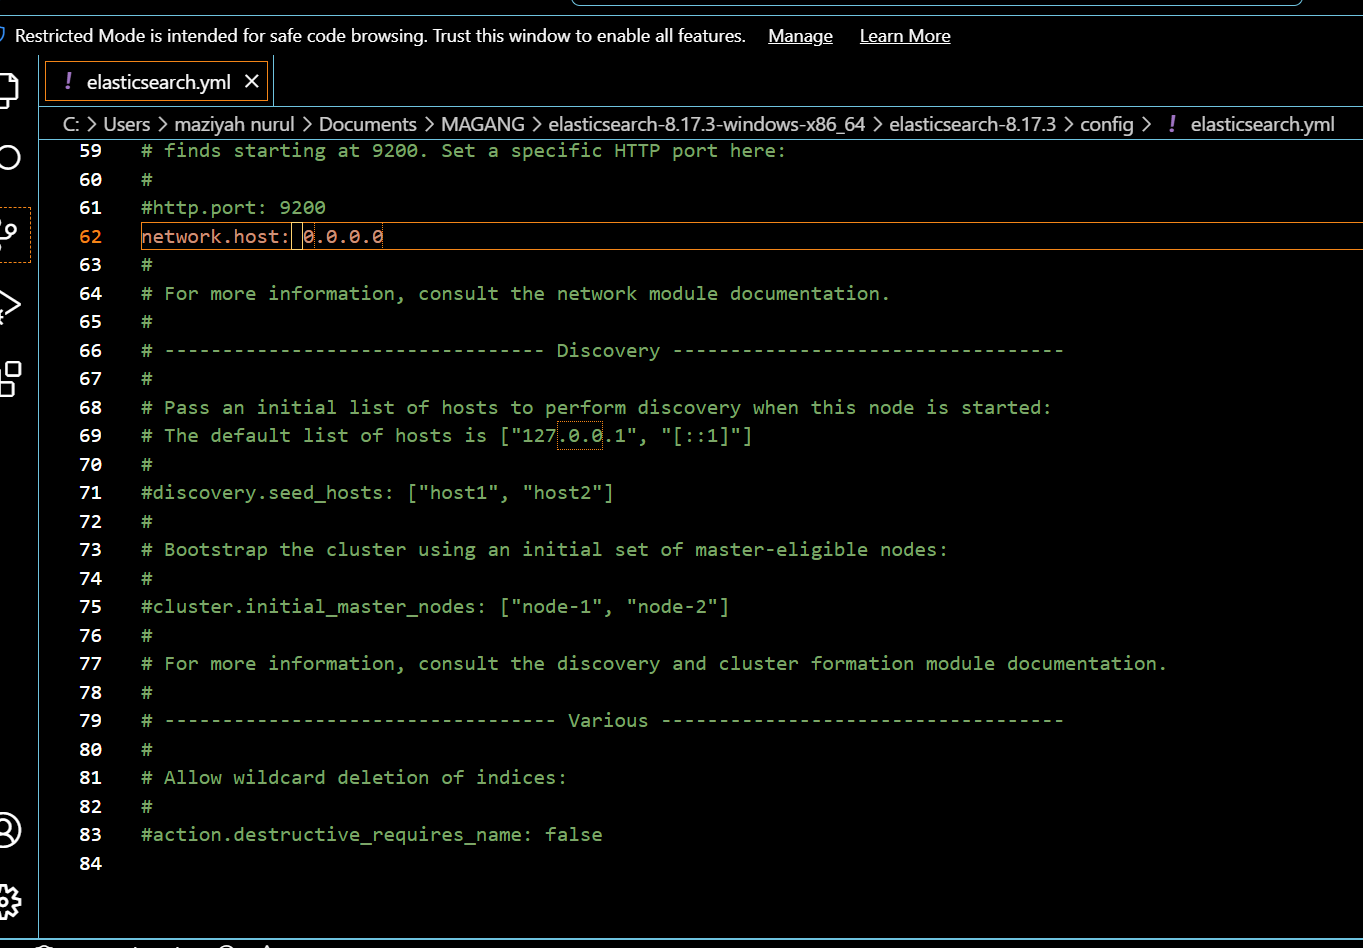 Restricted Mode is intended for safe code browsing. Trust this window to enable all features. Manage Learn More
! elasticsearch.yml ×
C: > Users > maziyah nurul > Documents > MAGANG > elasticsearch-8.17.3-windows-x86_64 > elasticsearch-8.17.3 > config > ! elasticsearch.yml
59 # finds starting at 9200. Set a specific HTTP port here:
60 #
61 #http.port: 9200
62 network.host: 0.0.0.0
63 #
64 # For more information, consult the network module documentation.
65 #
66 # --------------------------------- Discovery ----------------------------------
67 #
68 # Pass an initial list of hosts to perform discovery when this node is started:
69 # The default list of hosts is ["127.0.0.1", "[::1]"]
70 #
71 #discovery.seed_hosts: ["host1", "host2"]
72 #
73 # Bootstrap the cluster using an initial set of master-eligible nodes:
74 #
75 #cluster.initial_master_nodes: ["node-1", "node-2"]
76 #
77 # For more information, consult the discovery and cluster formation module documentation.
78 #
79 # ---------------------------------- Various -----------------------------------
80 #
81 # Allow wildcard deletion of indices:
82 #
83 #action.destructive_requires_name: false
84